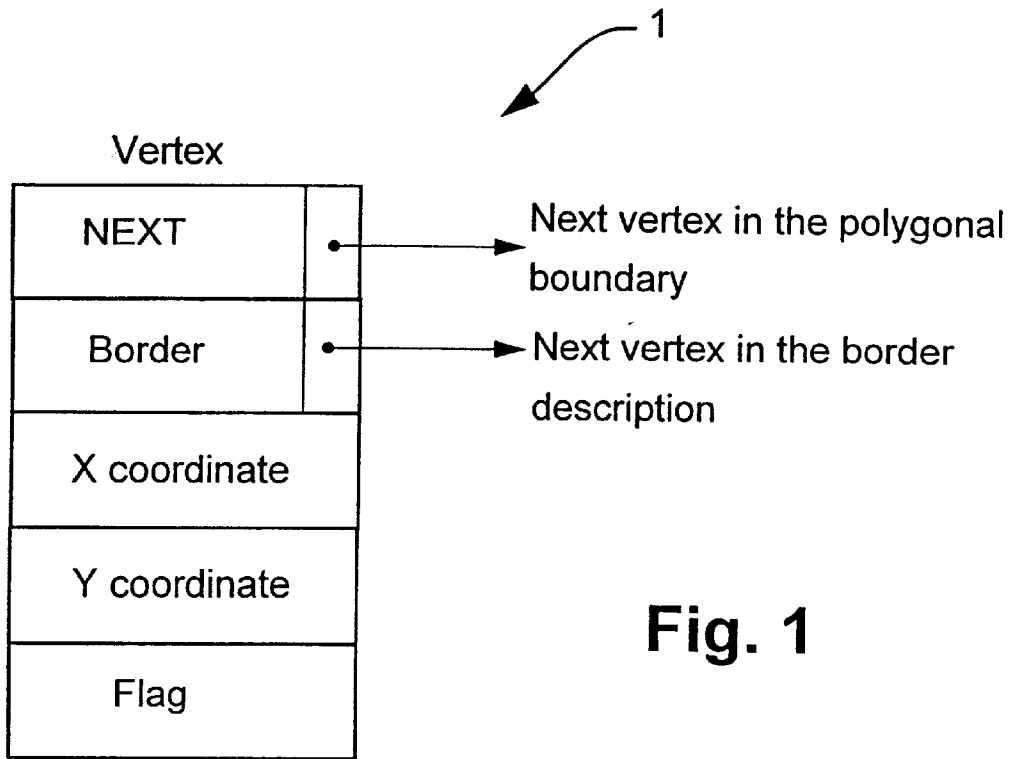 1
Vertex
NEXT
Next vertex in the polygonal
boundary
Border
Next vertex in the border
description
X coordinate
Y coordinate
Flag
Fig. 1